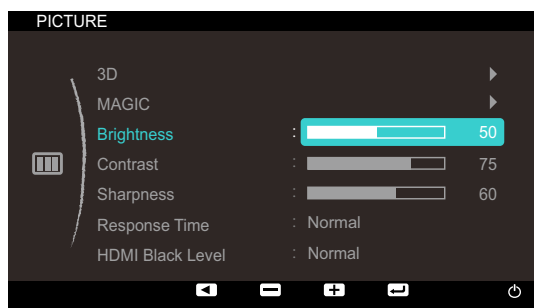 PICTURE
3D
MAGIC
Brightness : 50
Contrast : 75
Sharpness : 60
Response Time : Normal
HDMI Black Level : Normal